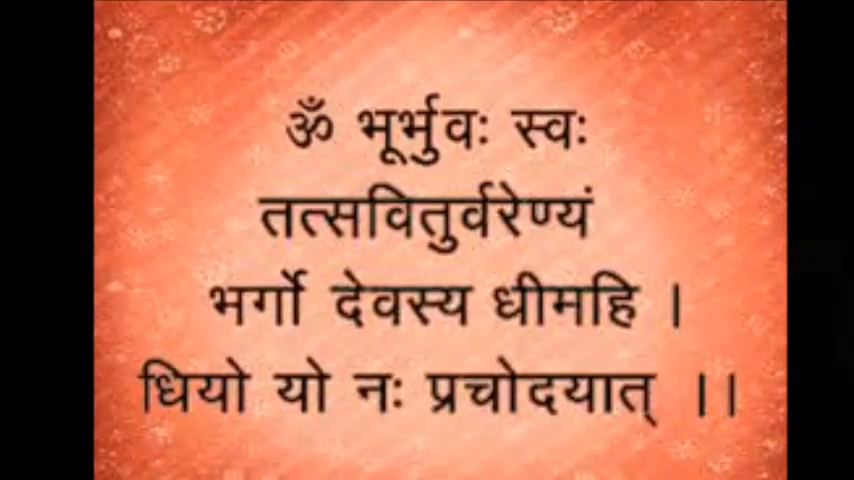 ॐ भूर्भुवः स्वः
तत्सवितुर्वरेण्यं
भर्गो देवस्य धीमहि ।
धियो यो नः प्रचोदयात् ।।